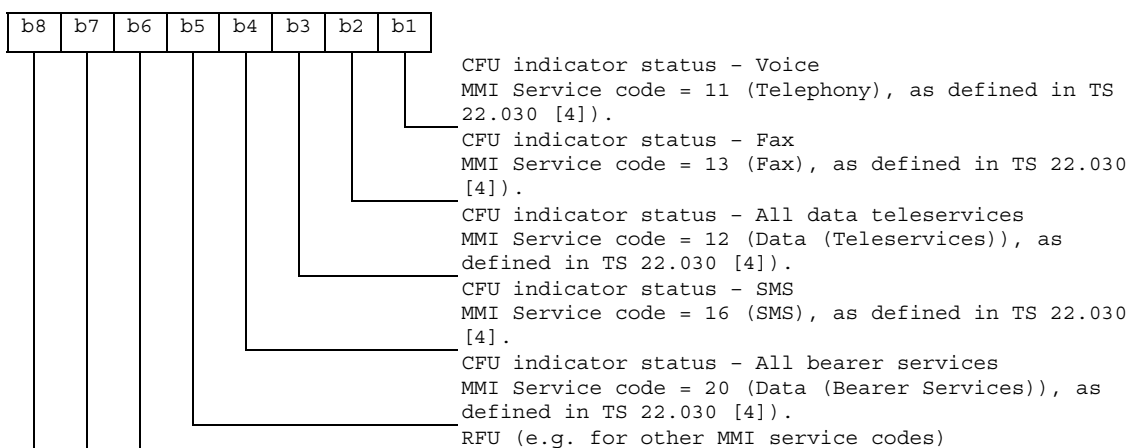 b8 b7 b6 b5 b4 b3 b2 b1
CFU indicator status – Voice
MMI Service code = 11 (Telephony), as defined in TS
22.030 [4]).
CFU indicator status – Fax
MMI Service code = 13 (Fax), as defined in TS 22.030
[4]).
CFU indicator status – All data teleservices
MMI Service code = 12 (Data (Teleservices)), as
defined in TS 22.030 [4]).
CFU indicator status – SMS
MMI Service code = 16 (SMS), as defined in TS 22.030
[4].
CFU indicator status – All bearer services
MMI Service code = 20 (Data (Bearer Services)), as
defined in TS 22.030 [4]).
RFU (e.g. for other MMI service codes)